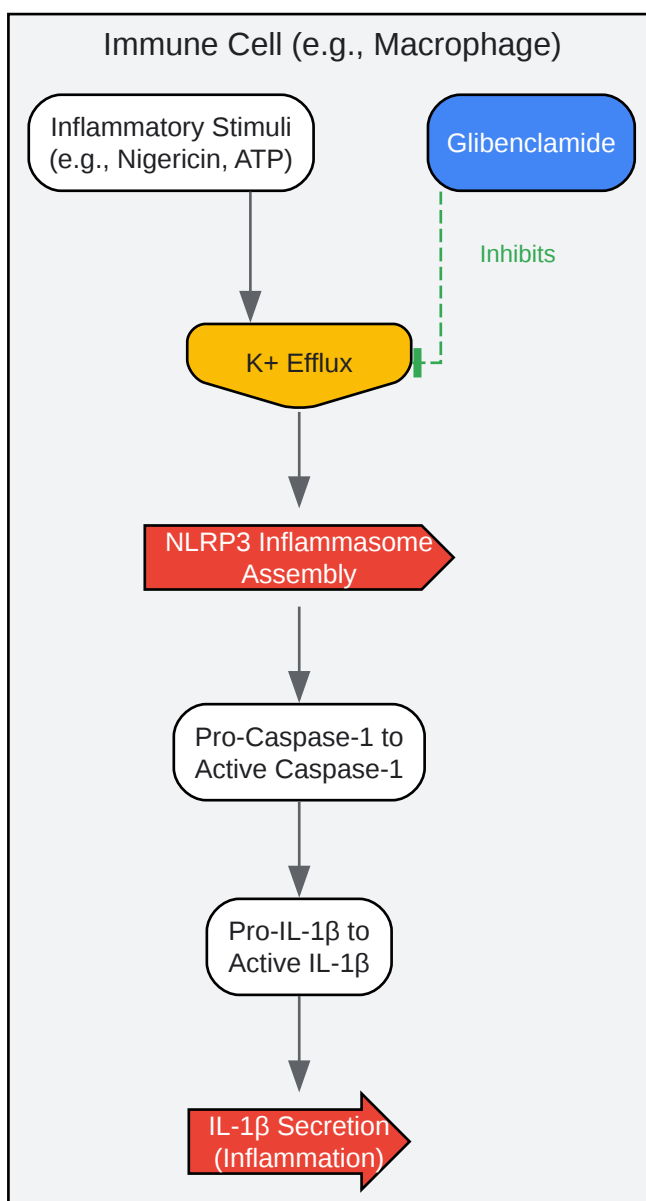 Immune Cell (e.g., Macrophage)
Inflammatory Stimuli
(e.g., Nigericin, ATP)
Glibenclamide
Inhibits
K+ Efflux
NLRP3 Inflammasome
Assembly
Pro-Caspase-1 to
Active Caspase-1
Pro-IL-1β to
Active IL-1β
IL-1β Secretion
(Inflammation)